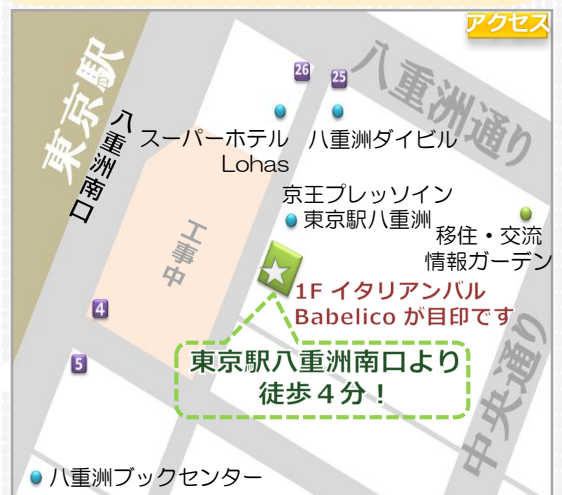 アクセス
東京駅
八重洲南口
八重洲通り
26
25
スーパーホテル
Lohas
八重洲ダイビル
京王プレッソイン
東京駅八重洲
移住・交流
情報ガーデン
工事中
1F イタリアンバル
Babelico が目印です
4
5
東京駅八重洲南口より
徒歩4分！
中央通り
八重洲ブックセンター